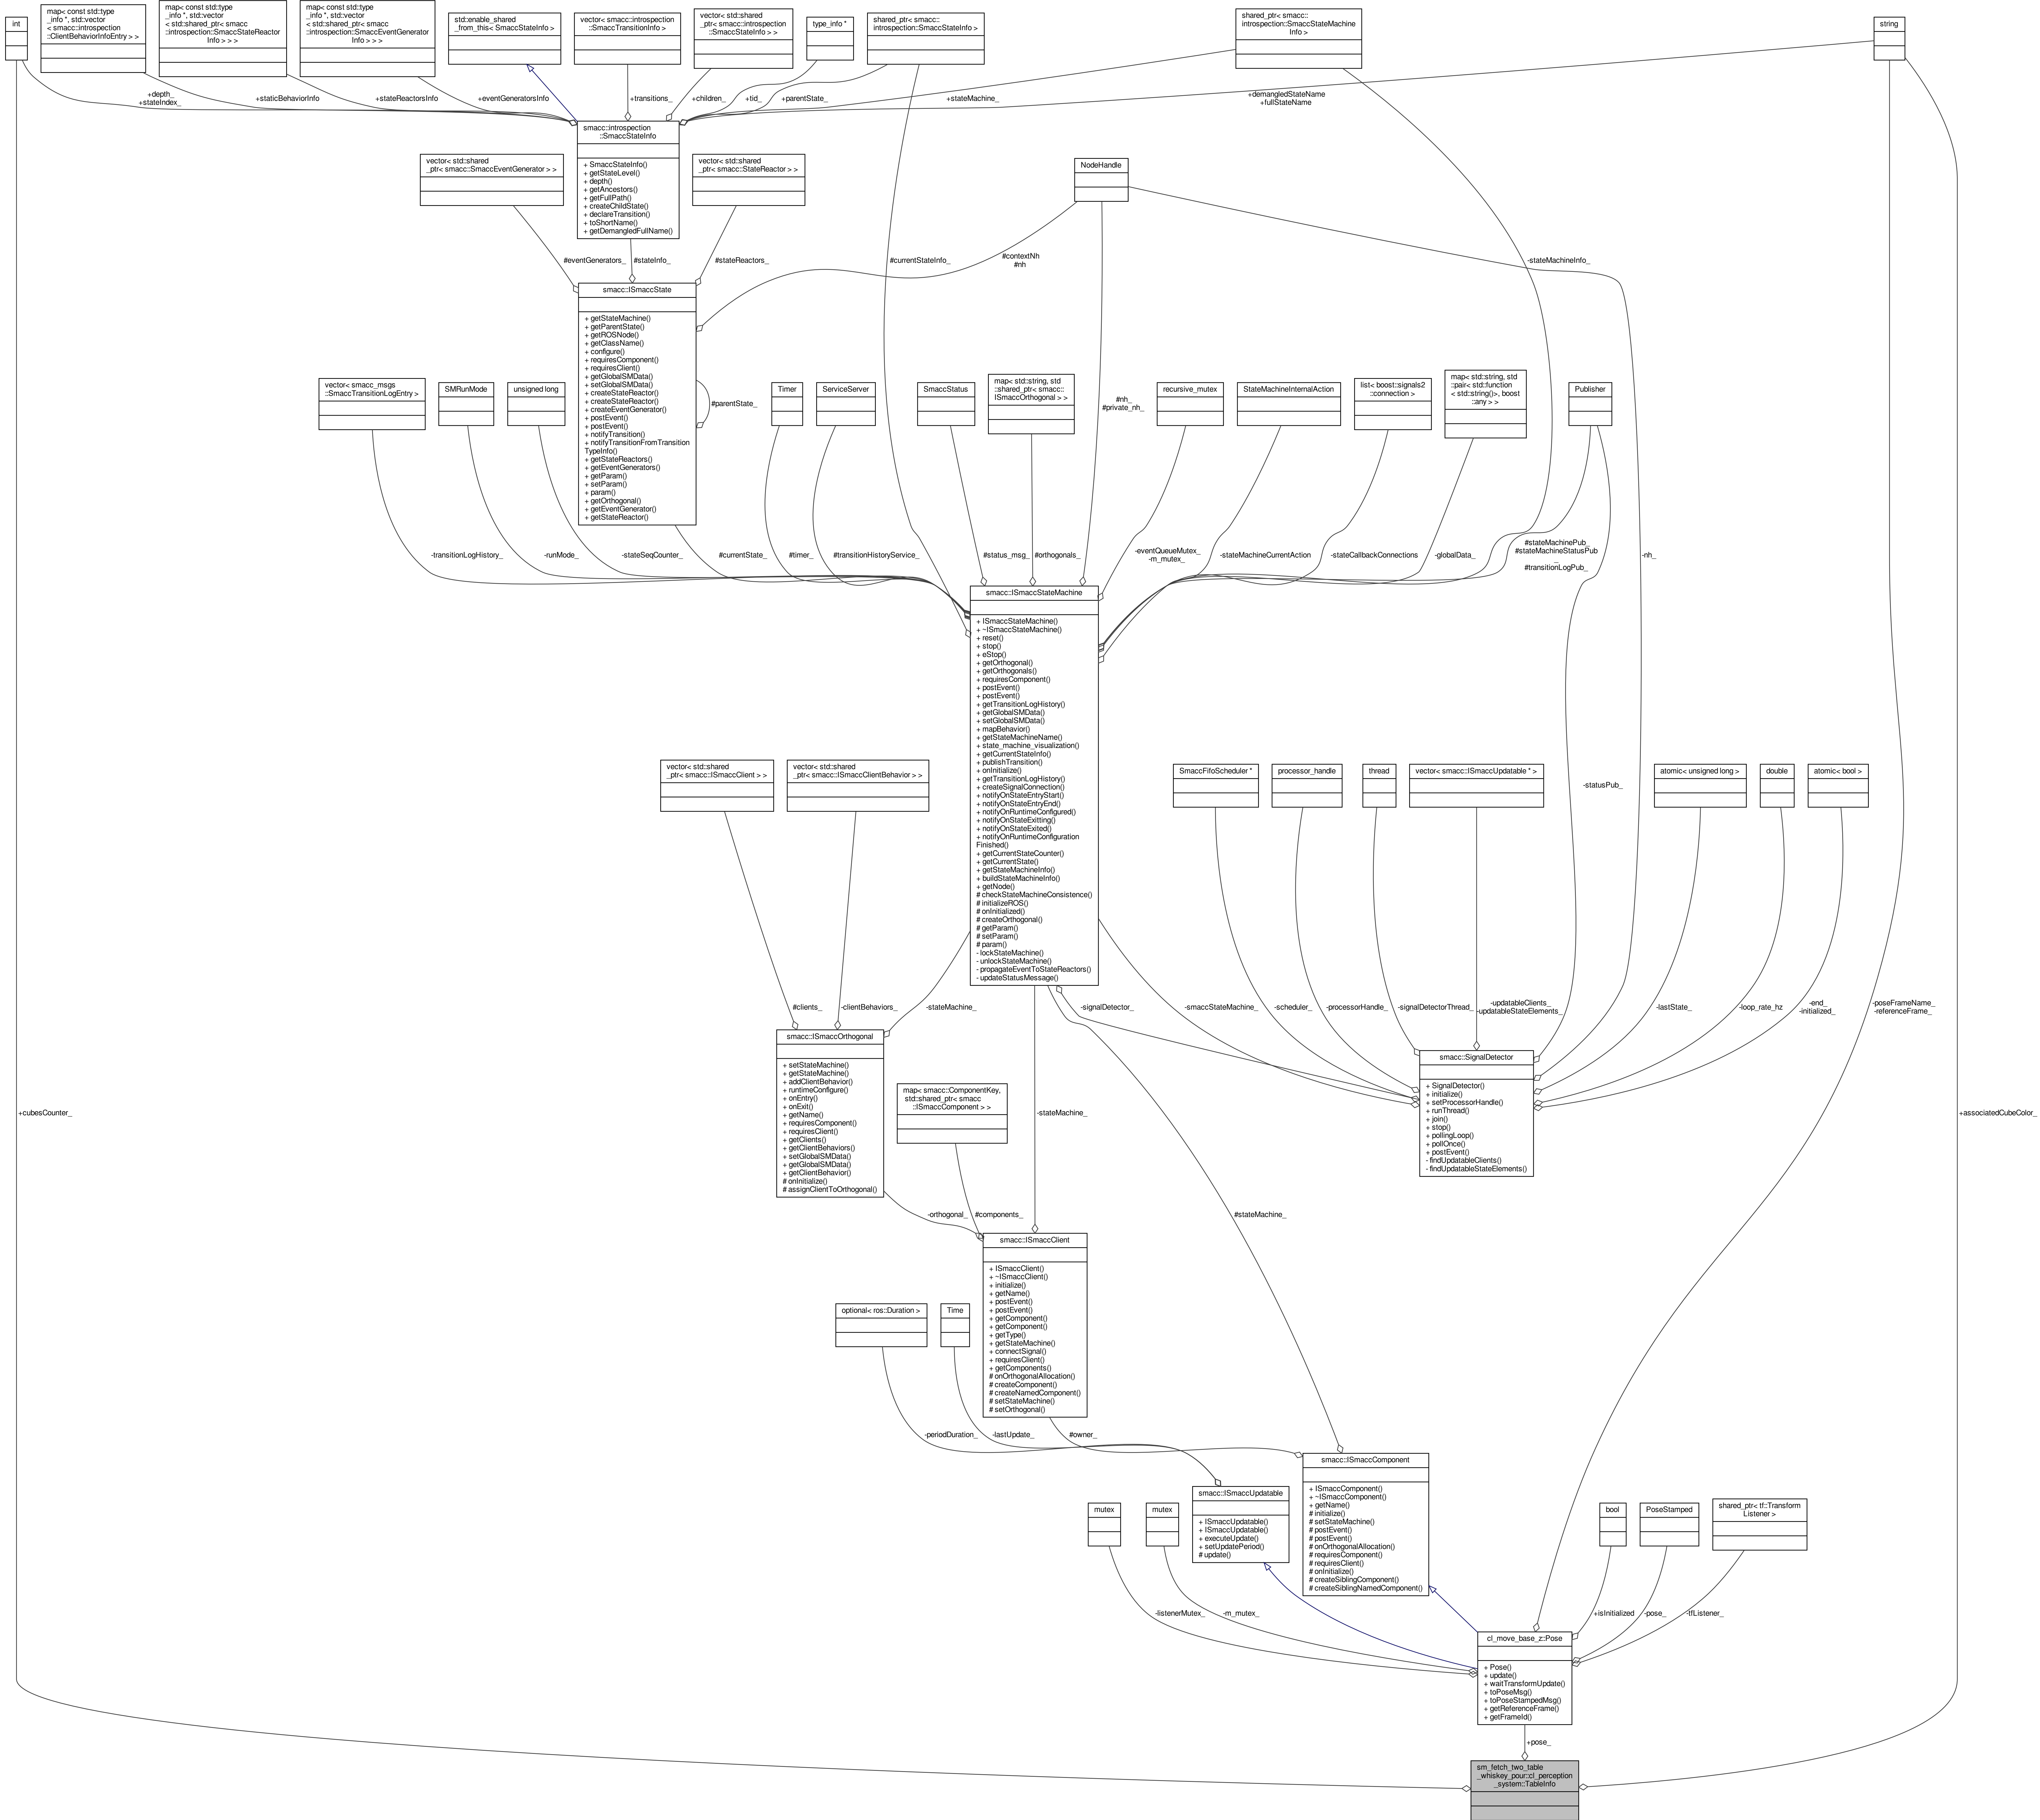 int
map< const std::type
_info *, std::vector
< smacc::introspection
::ClientBehaviorInfoEntry > >
map< const std::type
_info *, std::vector
< std::shared_ptr< smacc
::introspection::SmaccStateReactor
Info > > >
map< const std::type
_info *, std::vector
< std::shared_ptr< smacc
::introspection::SmaccEventGenerator
Info > > >
std::enable_shared
_from_this< SmaccStateInfo >
vector< smacc::introspection
::SmaccTransitionInfo >
vector< std::shared
_ptr< smacc::introspection
::SmaccStateInfo > >
type_info *
shared_ptr< smacc::
introspection::SmaccStateInfo >
shared_ptr< smacc::
introspection::SmaccStateMachine
Info >
string
+depth_
+stateIndex_
+staticBehaviorInfo
+stateReactorsInfo
+eventGeneratorsInfo
+transitions_
+children_
+tid_
+parentState_
+stateMachine_
+demangledStateName
+fullStateName
smacc::introspection
::SmaccStateInfo
+ SmaccStateInfo()
+ getStateLevel()
+ depth()
+ getAncestors()
+ getFullPath()
+ createChildState()
+ declareTransition()
+ toShortName()
+ getDemangledFullName()
vector< std::shared
_ptr< smacc::SmaccEventGenerator > >
vector< std::shared
_ptr< smacc::StateReactor > >
NodeHandle
#eventGenerators_
#stateInfo_
#stateReactors_
#currentStateInfo_
#contextNh
#nh
-stateMachineInfo_
smacc::ISmaccState
+ getStateMachine()
+ getParentState()
+ getROSNode()
+ getClassName()
+ configure()
+ requiresComponent()
+ requiresClient()
+ getGlobalSMData()
+ setGlobalSMData()
+ createStateReactor()
+ createStateReactor()
+ createEventGenerator()
+ postEvent()
+ postEvent()
+ notifyTransition()
+ notifyTransitionFromTransition
TypeInfo()
+ getStateReactors()
+ getEventGenerators()
+ getParam()
+ setParam()
+ param()
+ getOrthogonal()
+ getEventGenerator()
+ getStateReactor()
#parentState_
vector< smacc_msgs
::SmaccTransitionLogEntry >
SMRunMode
unsigned long
Timer
ServiceServer
SmaccStatus
map< std::string, std
::shared_ptr< smacc::
ISmaccOrthogonal > >
#nh_
#private_nh_
recursive_mutex
StateMachineInternalAction
list< boost::signals2
::connection >
map< std::string, std
::pair< std::function
< std::string()>, boost
::any > >
Publisher
-transitionLogHistory_
-runMode_
-stateSeqCounter_
#currentState_
#timer_
#transitionHistoryService_
#status_msg_
#orthogonals_
-eventQueueMutex_
-m_mutex_
-stateMachineCurrentAction
-stateCallbackConnections
-globalData_
#stateMachinePub_
#stateMachineStatusPub
_
#transitionLogPub_
-nh_
smacc::ISmaccStateMachine
+ ISmaccStateMachine()
+ ~ISmaccStateMachine()
+ reset()
+ stop()
+ eStop()
+ getOrthogonal()
+ getOrthogonals()
+ requiresComponent()
+ postEvent()
+ postEvent()
+ getTransitionLogHistory()
+ getGlobalSMData()
+ setGlobalSMData()
+ mapBehavior()
+ getStateMachineName()
+ state_machine_visualization()
+ getCurrentStateInfo()
+ publishTransition()
+ onInitialize()
+ getTransitionLogHistory()
+ createSignalConnection()
+ notifyOnStateEntryStart()
+ notifyOnStateEntryEnd()
+ notifyOnRuntimeConfigured()
+ notifyOnStateExitting()
+ notifyOnStateExited()
+ notifyOnRuntimeConfiguration
Finished()
+ getCurrentStateCounter()
+ getCurrentState()
+ getStateMachineInfo()
+ buildStateMachineInfo()
+ getNode()
# checkStateMachineConsistence()
# initializeROS()
# onInitialized()
# createOrthogonal()
# getParam()
# setParam()
# param()
- lockStateMachine()
- unlockStateMachine()
- propagateEventToStateReactors()
- updateStatusMessage()
vector< std::shared
_ptr< smacc::ISmaccClient > >
vector< std::shared
_ptr< smacc::ISmaccClientBehavior > >
SmaccFifoScheduler *
processor_handle
thread
vector< smacc::ISmaccUpdatable * >
-statusPub_
atomic< unsigned long >
double
atomic< bool >
#clients_
-clientBehaviors_
-stateMachine_
-signalDetector_
-smaccStateMachine_
-scheduler_
-processorHandle_
-signalDetectorThread_
-updatableClients_
-updatableStateElements_
-lastState_
-loop_rate_hz
-end_
-initialized_
-poseFrameName_
-referenceFrame_
smacc::ISmaccOrthogonal
+ setStateMachine()
+ getStateMachine()
+ addClientBehavior()
+ runtimeConfigure()
+ onEntry()
+ onExit()
+ getName()
+ requiresComponent()
+ requiresClient()
+ getClients()
+ getClientBehaviors()
+ setGlobalSMData()
+ getGlobalSMData()
+ getClientBehavior()
# onInitialize()
# assignClientToOrthogonal()
smacc::SignalDetector
+ SignalDetector()
+ initialize()
+ setProcessorHandle()
+ runThread()
+ join()
+ stop()
+ pollingLoop()
+ pollOnce()
+ postEvent()
- findUpdatableClients()
- findUpdatableStateElements()
map< smacc::ComponentKey,
std::shared_ptr< smacc
::ISmaccComponent > >
+cubesCounter_
-stateMachine_
+associatedCubeColor_
-orthogonal_
#components_
#stateMachine_
smacc::ISmaccClient
+ ISmaccClient()
+ ~ISmaccClient()
+ initialize()
+ getName()
+ postEvent()
+ postEvent()
+ getComponent()
+ getComponent()
+ getType()
+ getStateMachine()
+ connectSignal()
+ requiresClient()
+ getComponents()
# onOrthogonalAllocation()
# createComponent()
# createNamedComponent()
# setStateMachine()
# setOrthogonal()
optional< ros::Duration >
Time
-periodDuration_
-lastUpdate_
#owner_
smacc::ISmaccComponent
+ ISmaccComponent()
+ ~ISmaccComponent()
+ getName()
# initialize()
# setStateMachine()
# postEvent()
# postEvent()
# onOrthogonalAllocation()
# requiresComponent()
# requiresClient()
# onInitialize()
# createSiblingComponent()
# createSiblingNamedComponent()
smacc::ISmaccUpdatable
+ ISmaccUpdatable()
+ ISmaccUpdatable()
+ executeUpdate()
+ setUpdatePeriod()
# update()
mutex
mutex
bool
PoseStamped
shared_ptr< tf::Transform
Listener >
-listenerMutex_
-m_mutex_
+isInitialized
-pose_
-tfListener_
cl_move_base_z::Pose
+ Pose()
+ update()
+ waitTransformUpdate()
+ toPoseMsg()
+ toPoseStampedMsg()
+ getReferenceFrame()
+ getFrameId()
+pose_
sm_fetch_two_table
_whiskey_pour::cl_perception
_system::TableInfo